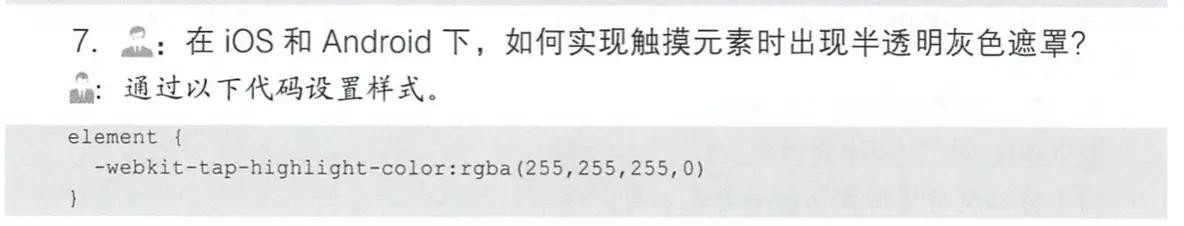 7. ：在 iOS 和 Android 下，如何实现触摸元素时出现半透明灰色遮罩?
：通过以下代码设置样式。
element {
-webkit-tap-highlight-color:rgba(255,255,255,0)
}